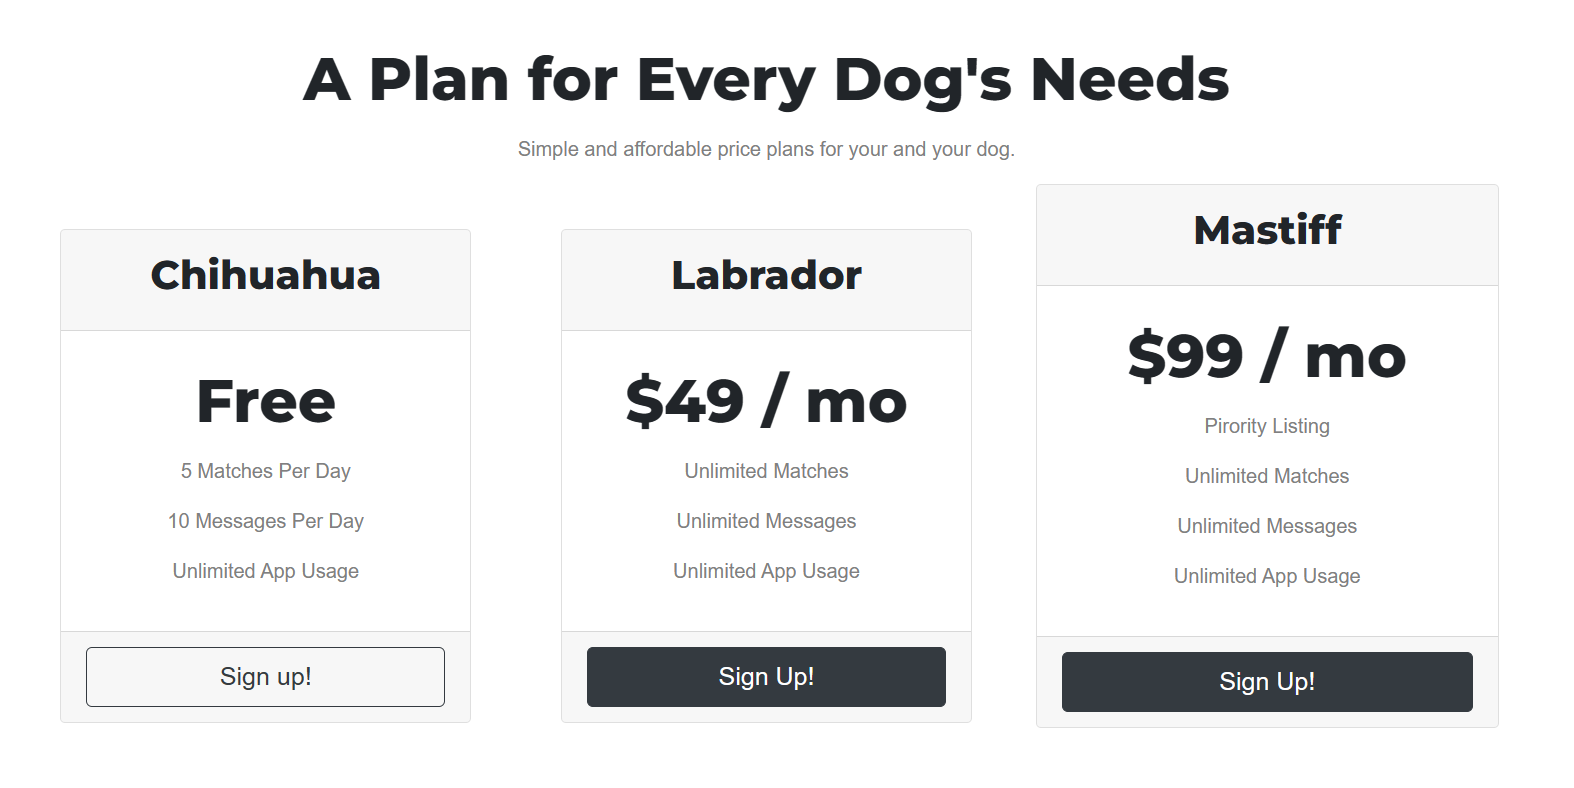 A Plan for Every Dog's Needs
Simple and affordable price plans for your and your dog.
Chihuahua
Free
5 Matches Per Day
10 Messages Per Day
Unlimited App Usage
Sign up!
Labrador
$49 / mo
Unlimited Matches
Unlimited Messages
Unlimited App Usage
Sign Up!
Mastiff
$99 / mo
Pirority Listing
Unlimited Matches
Unlimited Messages
Unlimited App Usage
Sign Up!